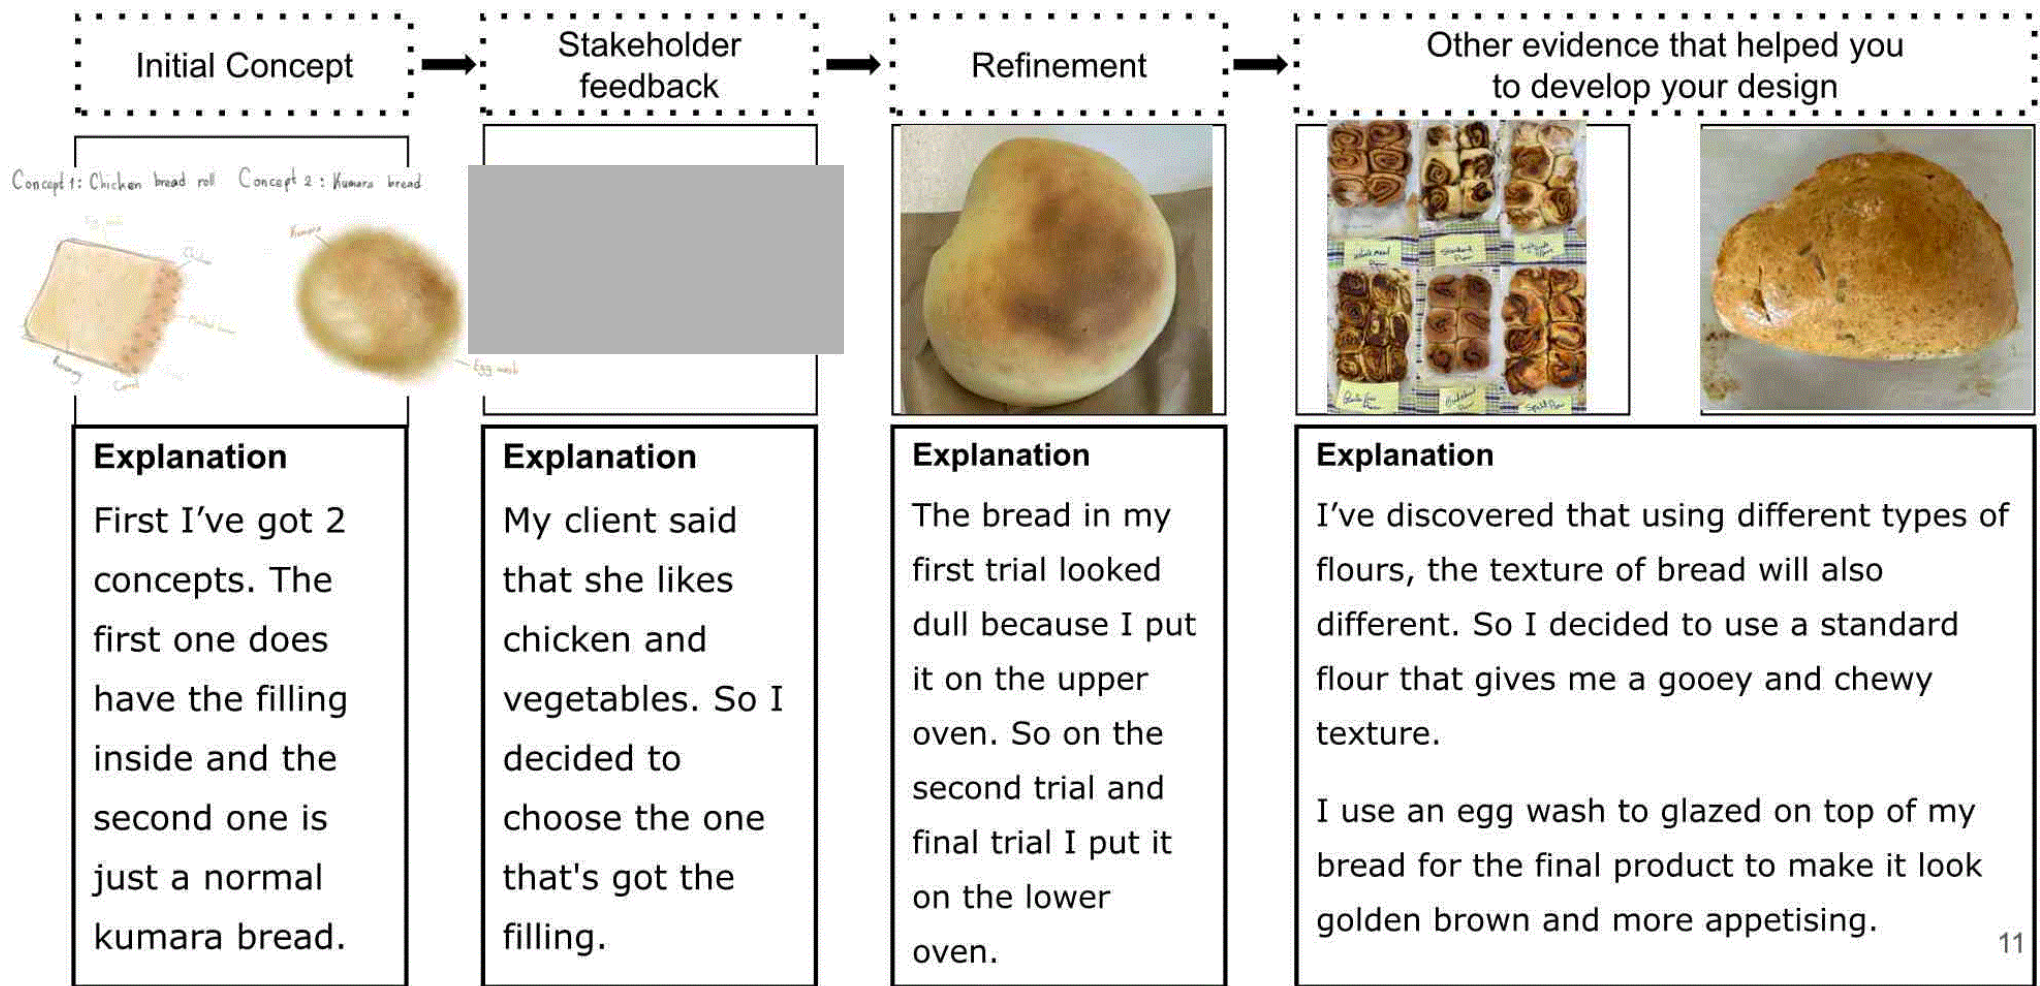 Initial Concept
Stakeholder
feedback
Refinement
Other evidence that helped you
to develop your design
Concept 1: Chicken bread roll
Concept 2: Kumara bread
Kumara
Rosemary
Egg wash
Explanation
First I've got 2
concepts. The
first one does
have the filling
inside and the
second one is
just a normal
kumara bread.
Explanation
My client said
that she likes
chicken and
vegetables. So I
decided to
choose the one
that's got the
filling.
Explanation
The bread in my
first trial looked
dull because I put
it on the upper
oven. So on the
second trial and
final trial I put it
on the lower
oven.
Explanation
I've discovered that using different types of
flours, the texture of bread will also
different. So I decided to use a standard
flour that gives me a gooey and chewy
texture.
I use an egg wash to glazed on top of my
bread for the final product to make it look
golden brown and more appetising.
11